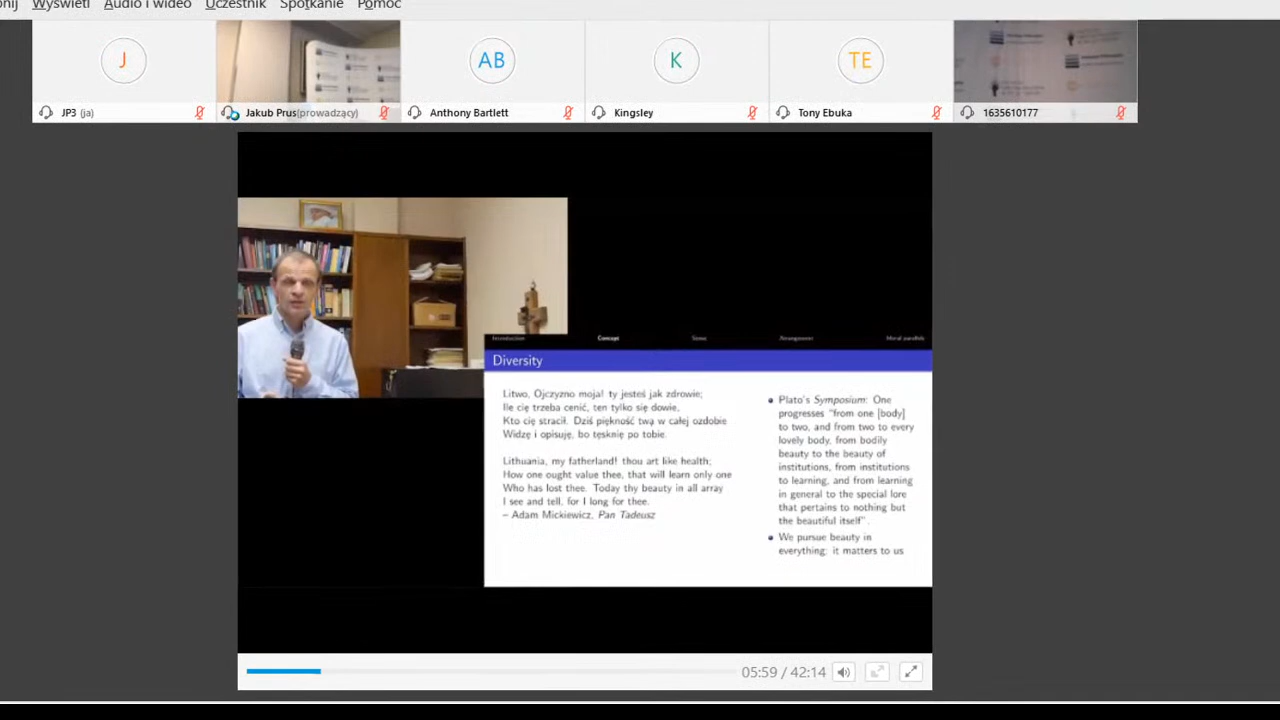 Wyświetl Audio i wideo Uczestnik Spotkanie Pomoc
J
AB
K
TE
JP3 (ja)
Jakub Prus(prowadzący)
Anthony Bartlett
Kingsley
Tony Ebuka
1635610177
Introduction Concept Sense Arrangement Moral parallels
Diversity
Litwo, Ojczyzno moja! ty jesteś jak zdrowie;
Ile cię trzeba cenić, ten tylko się dowie,
Kto cię stracił. Dziś piękność twą w całej ozdobie
Widzę i opisuję, bo tęsknię po tobie.
Lithuania, my fatherland! thou art like health;
How one ought value thee, that will learn only one
Who has lost thee. Today thy beauty in all array
I see and tell, for I long for thee.
– Adam Mickiewicz, Pan Tadeusz
Plato's Symposium: One
progresses "from one [body]
to two, and from two to every
lovely body, from bodily
beauty to the beauty of
institutions, from institutions
to learning, and from learning
in general to the special lore
that pertains to nothing but
the beautiful itself".
We pursue beauty in
everything: it matters to us
05:59 / 42:14